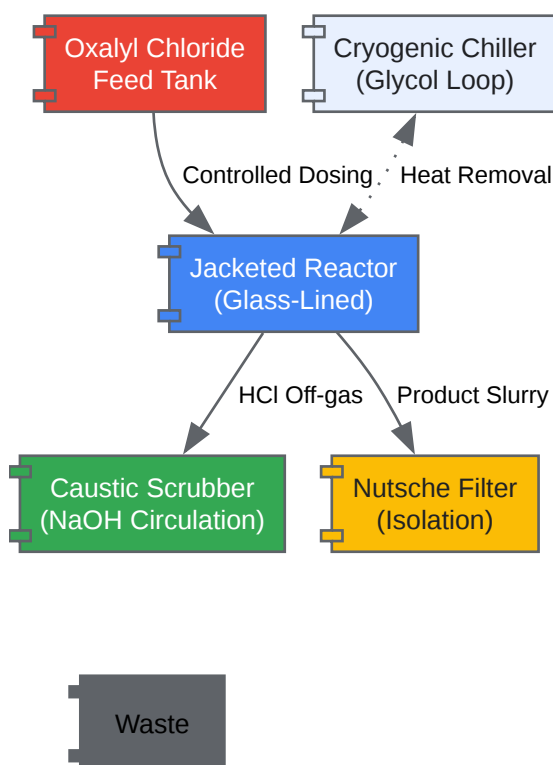 Oxalyl Chloride
Feed Tank
Cryogenic Chiller
(Glycol Loop)
Controlled Dosing
Heat Removal
Jacketed Reactor
(Glass-Lined)
HCl Off-gas
Product Slurry
Caustic Scrubber
(NaOH Circulation)
Nutsche Filter
(Isolation)
Waste